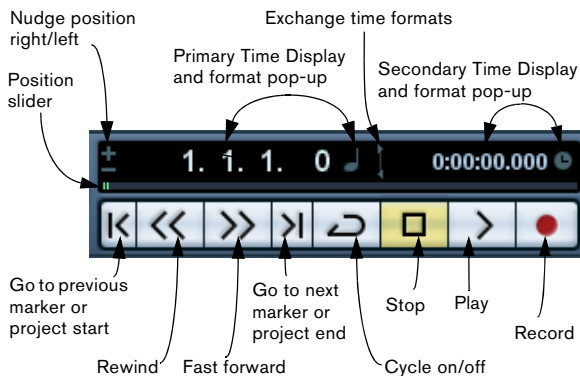 Nudge position
right/left
Exchange time formats
Primary Time Display
and format pop-up
Secondary Time Display
and format pop-up
Position
slider
1. 1. 1. 0
0:00:00.000
Go to previous
marker or
project start
Go to next
marker or
project end
Stop
Play
Record
Rewind
Fast forward
Cycle on/off